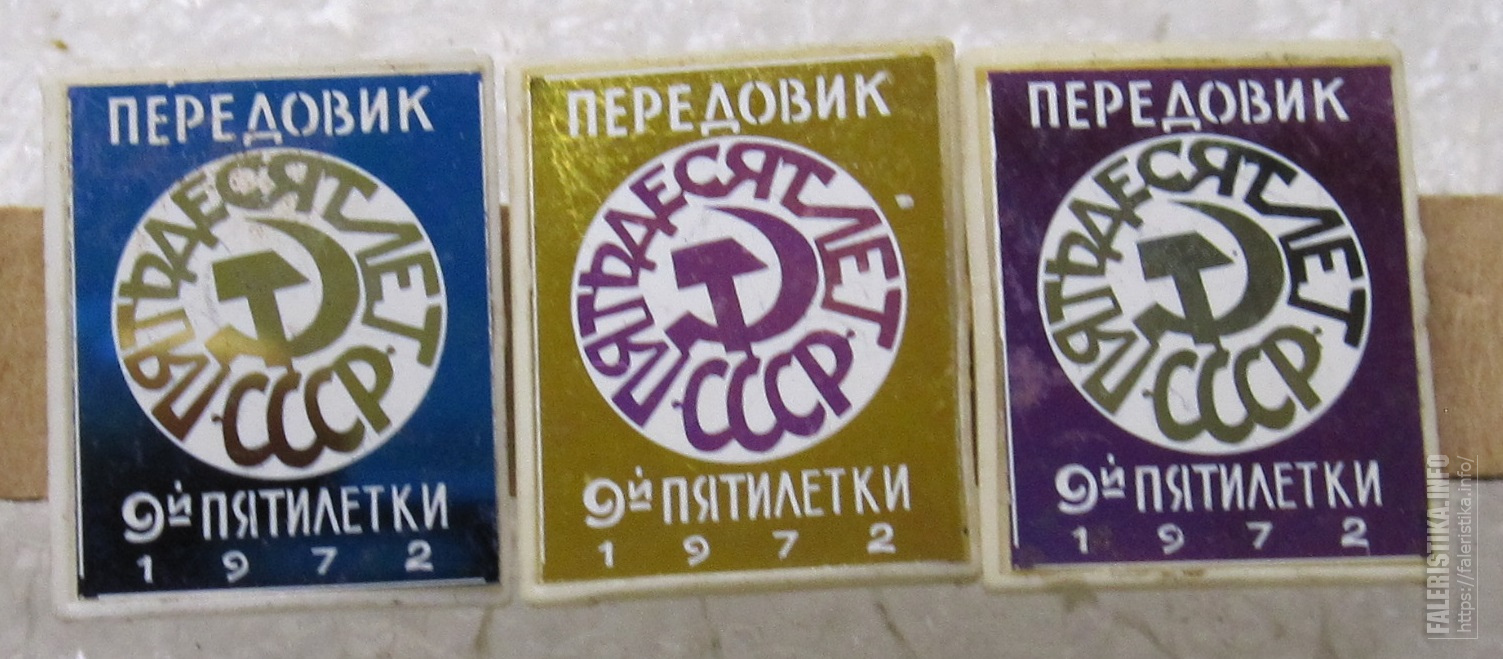 ПЕРЕДОВИК
ПЯТЬДЕСЯТ ЛЕТ
СССР
9й ПЯТИЛЕТКИ
1972
ПЕРЕДОВИК
ПЯТЬДЕСЯТ ЛЕТ
СССР
9й ПЯТИЛЕТКИ
1972
ПЕРЕДОВИК
ПЯТЬДЕСЯТ ЛЕТ
СССР
9й ПЯТИЛЕТКИ
1972
FALERISTIKA.INFO
https://faleristika.info/